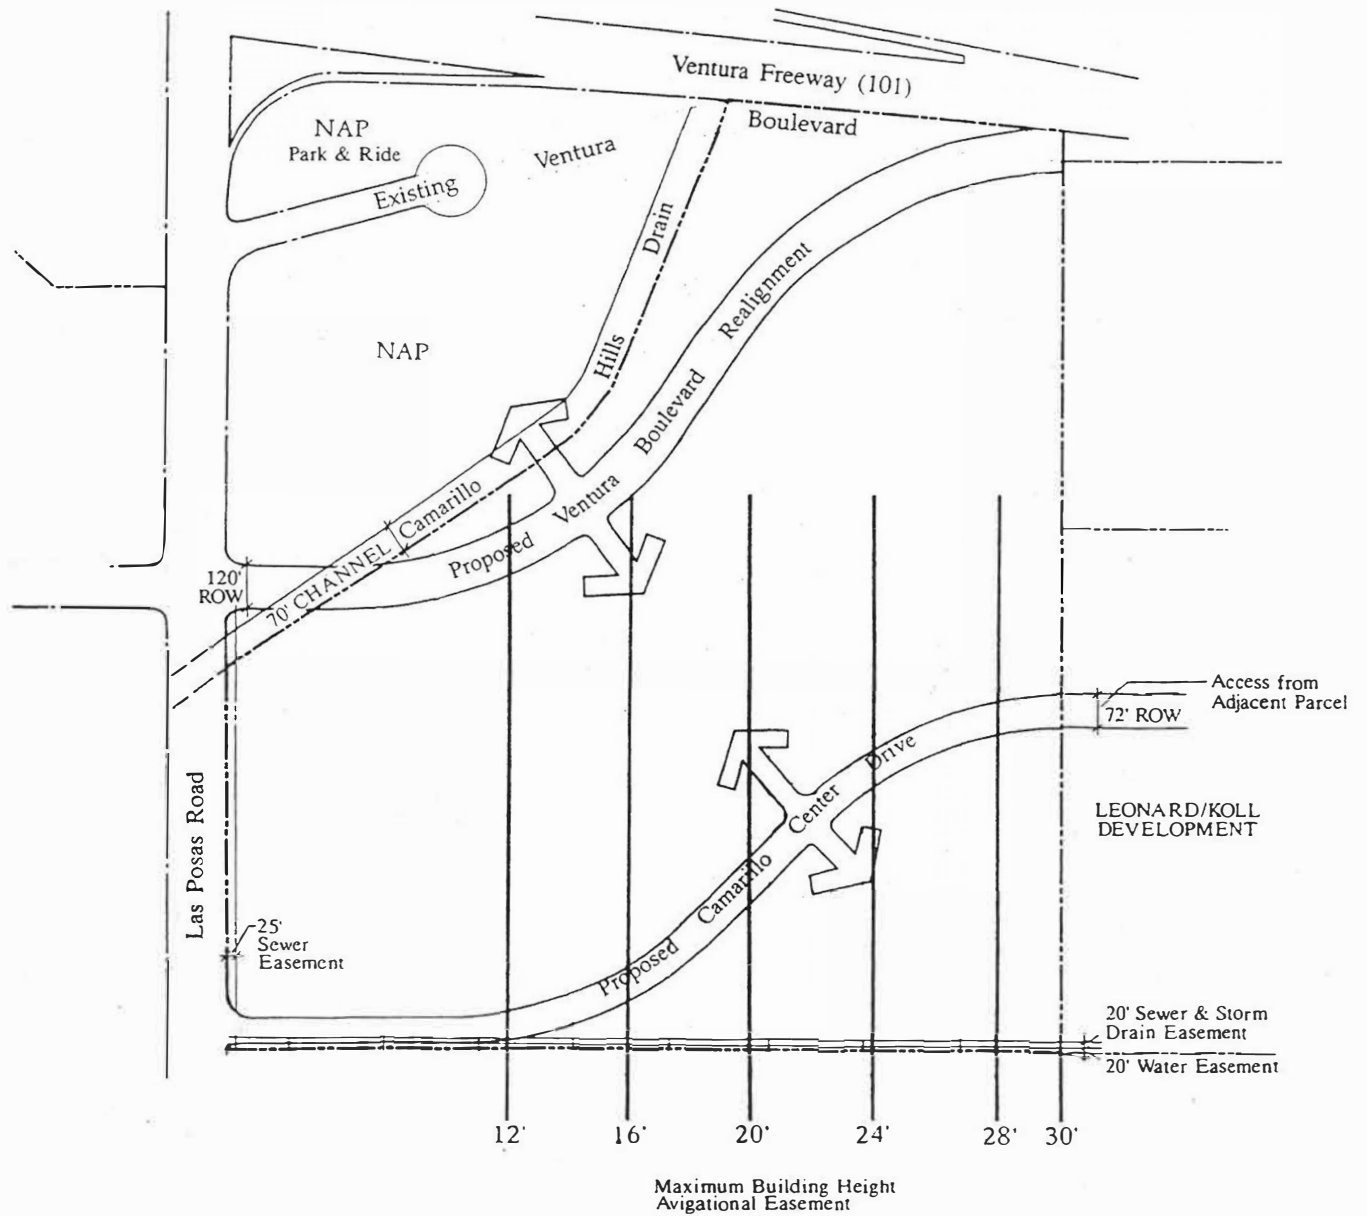 Ventura Freeway (101)
NAP
Park & Ride
Existing
Ventura
Boulevard
Hills
Drain
NAP
Boulevard
Realignment
120'
ROW
70' CHANNEL
Camarillo
Proposed
Ventura
Access from
Adjacent Parcel
72' ROW
Las Posas Road
LEONARD/KOLL
DEVELOPMENT
25'
Sewer
Easement
Proposed
Camarillo
Center
Drive
20' Sewer & Storm
Drain Easement
20' Water Easement
12' 16' 20' 24' 28' 30'
Maximum Building Height
Avigational Easement